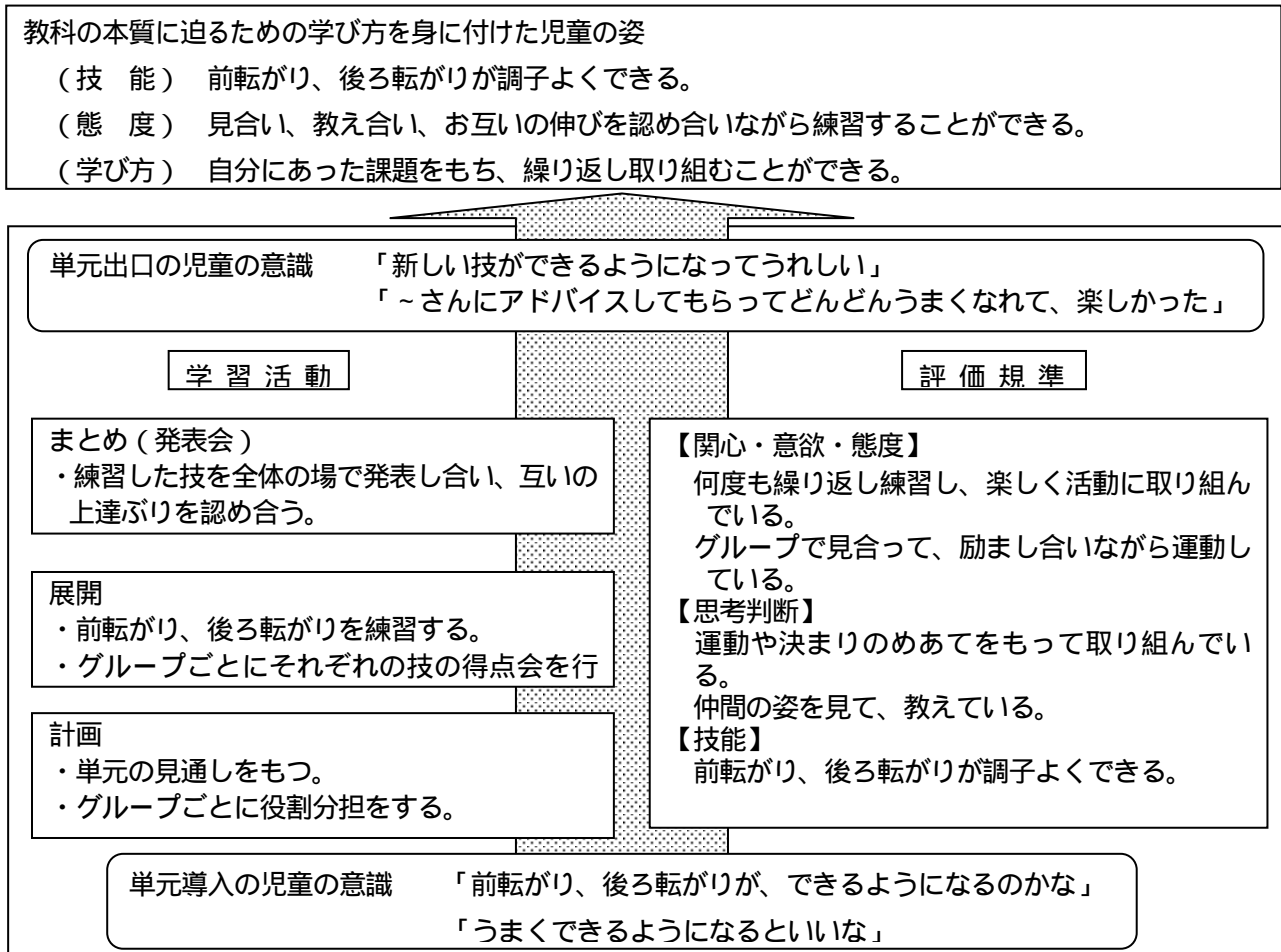 教科の本質に迫るための学び方を身に付けた児童の姿
（技　能）　前転がり、後ろ転がりが調子よくできる。
（態　度）　見合い、教え合い、お互いの伸びを認め合いながら練習することができる。
（学び方）　自分にあった課題をもち、繰り返し取り組むことができる。
単元出口の児童の意識　　「新しい技ができるようになってうれしい」
「～さんにアドバイスしてもらってどんどんうまくなれて、楽しかった」
学 習 活 動
まとめ（発表会）
・練習した技を全体の場で発表し合い、互いの
上達ぶりを認め合う。
展開
・前転がり、後ろ転がりを練習する。
・グループごとにそれぞれの技の得点会を行
計画
・単元の見通しをもつ。
・グループごとに役割分担をする。
評 価 規 準
【関心・意欲・態度】
何度も繰り返し練習し、楽しく活動に取り組ん
でいる。
グループで見合って、励まし合いながら運動し
ている。
【思考判断】
運動や決まりのめあてをもって取り組んでい
る。
仲間の姿を見て、教えている。
【技能】
前転がり、後ろ転がりが調子よくできる。
単元導入の児童の意識　　「前転がり、後ろ転がりが、できるようになるのかな」
「うまくできるようになるといいな」